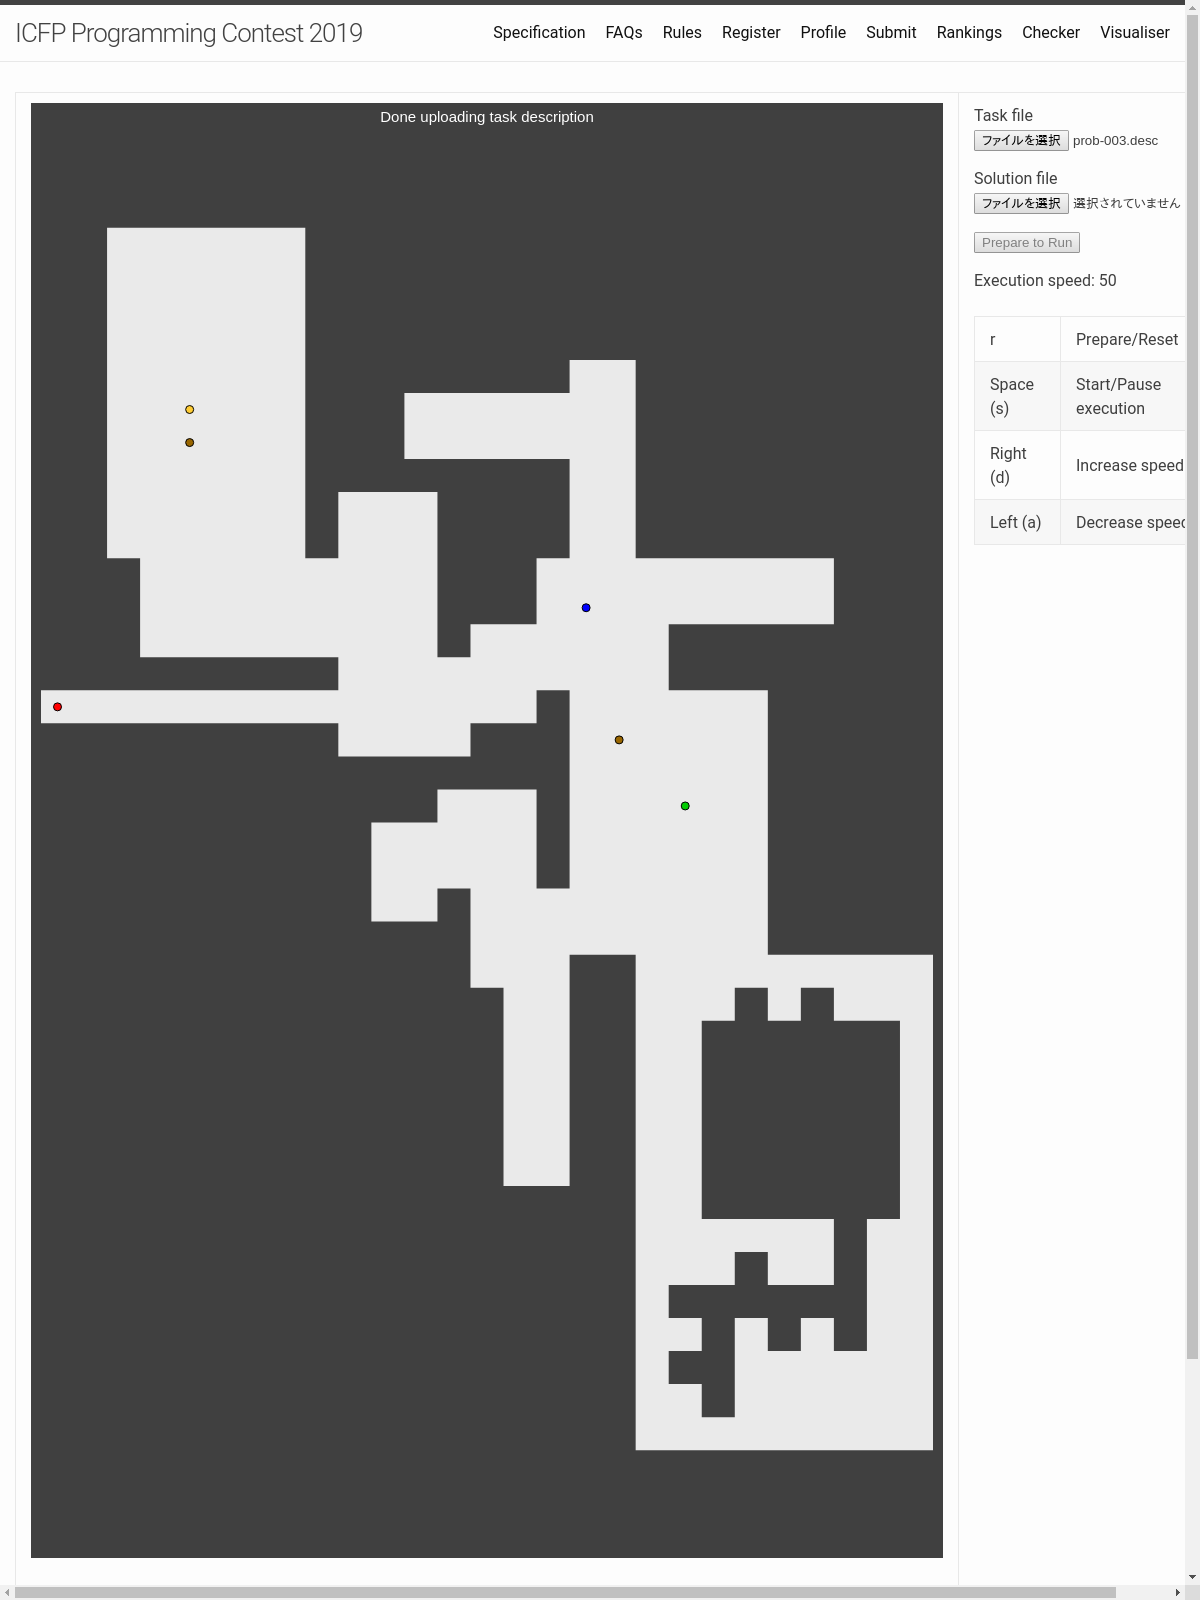 ICFP Programming Contest 2019
Specification FAQs Rules Register Profile Submit Rankings Checker Visualiser
Done uploading task description
Task file
ファイルを選択 prob-003.desc
Solution file
ファイルを選択 選択されていません
Prepare to Run
Execution speed: 50
r Prepare/Reset
Space (s) Start/Pause execution
Right (d) Increase speed
Left (a) Decrease speed